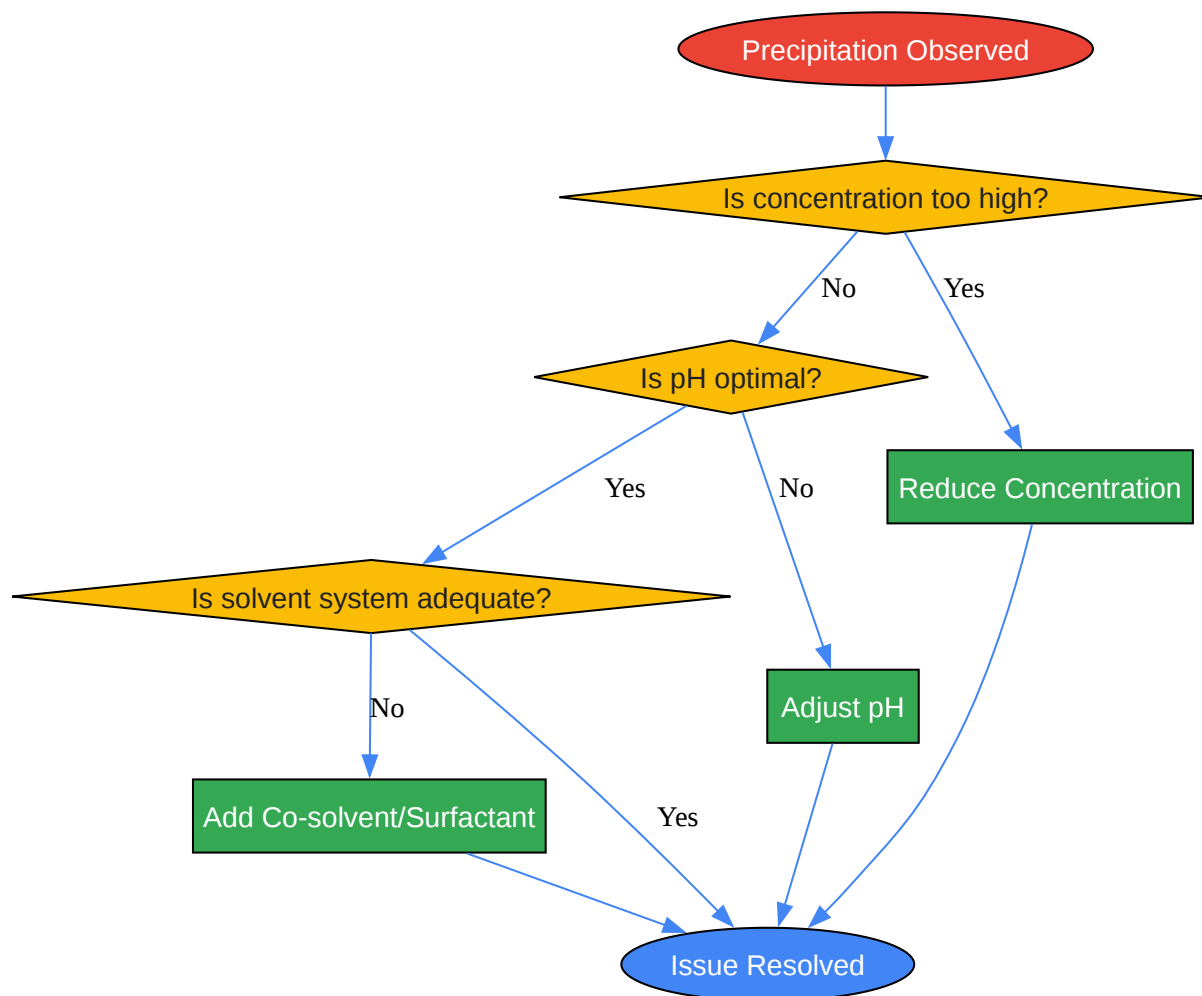 Precipitation Observed
Is concentration too high?
No
Yes
Is pH optimal?
Yes
No
Reduce Concentration
Is solvent system adequate?
No
Adjust pH
Add Co-solvent/Surfactant
Yes
Issue Resolved